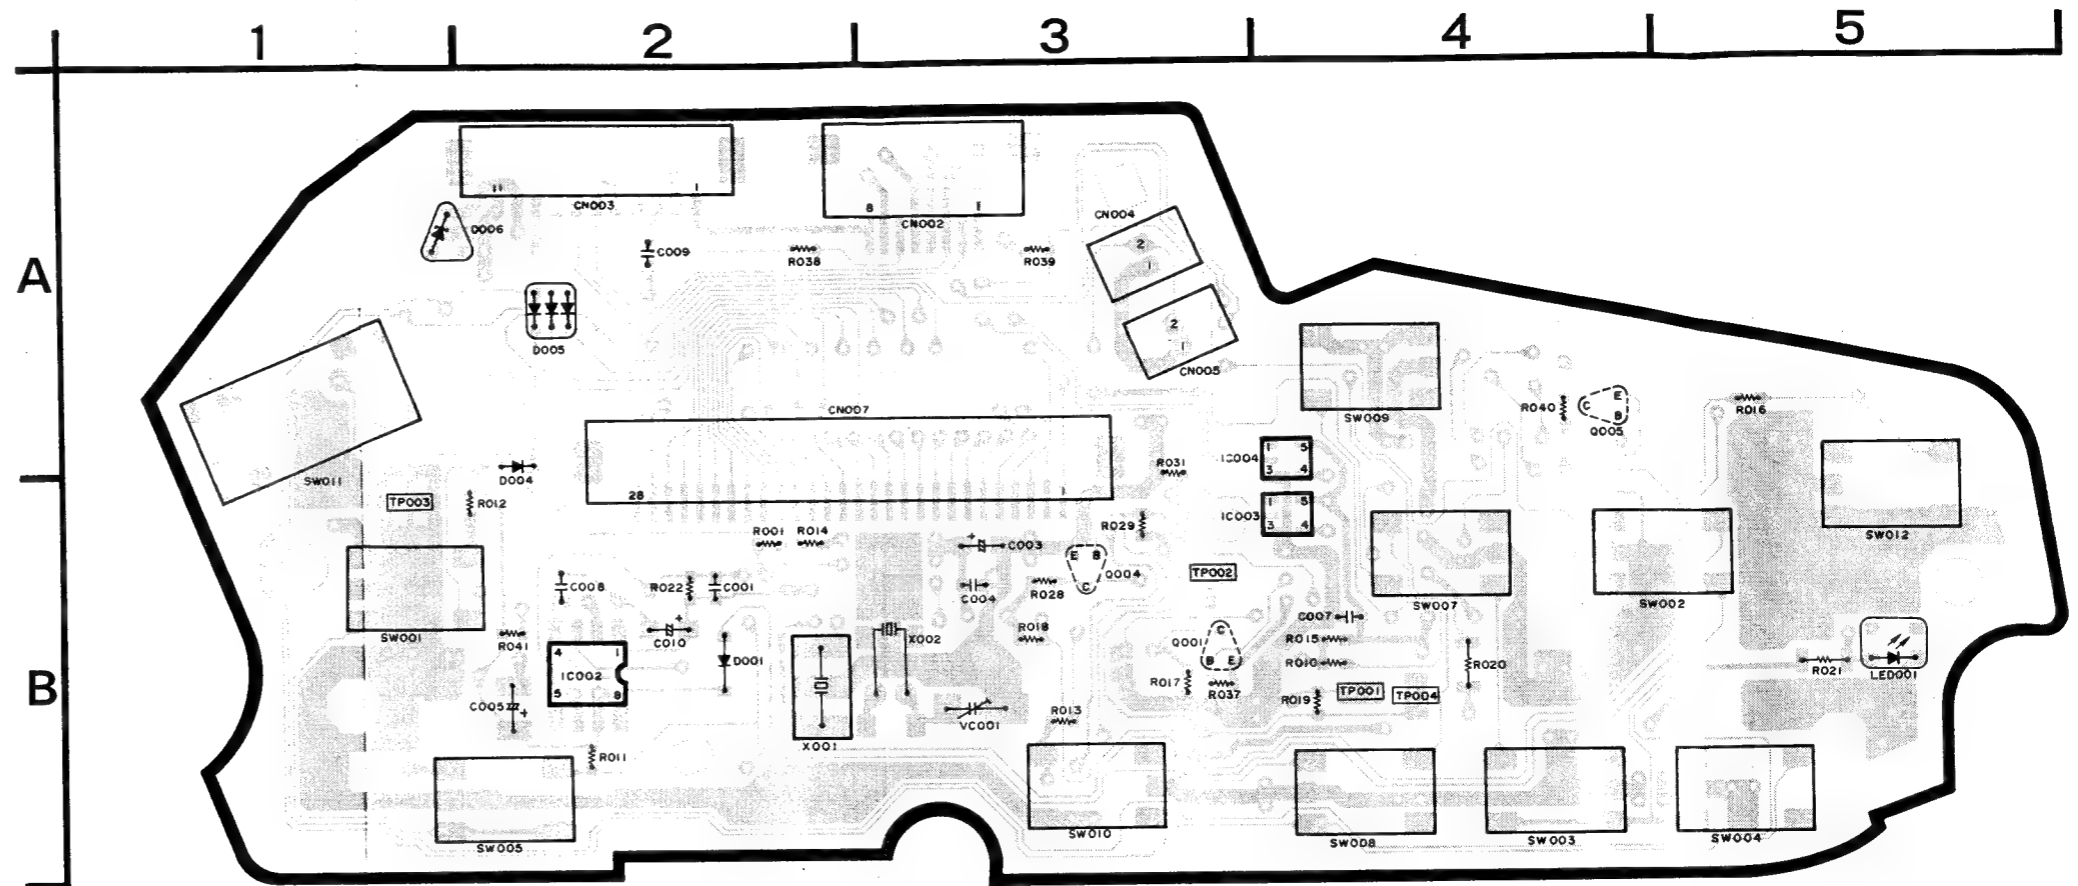 1 2 3 4 5
A
B
11 1
CN003
8 1
CN002
CN004
2
1
D006
C009
R038
R039
D005
2
1
CN005
SW009
R040
E
C
B
Q005
R016
CN007
28 1
SW011
D004
R031
IC004
1 5
3 4
TP003
R012
IC003
1 5
3 4
R001 R014
R029
C003
E B
C
Q004
TP002
SW007
SW002
SW012
SW001
C008
R022
C001
C004
R028
R041
C010
D001
X002
R018
C007
R015
R010
Q001
C
B E
R017
R037
R019
TP001
TP004
R020
R021
LED001
4 1
IC002
5 8
C005
X001
VC001
R013
R011
SW005
SW010
SW008
SW003
SW004